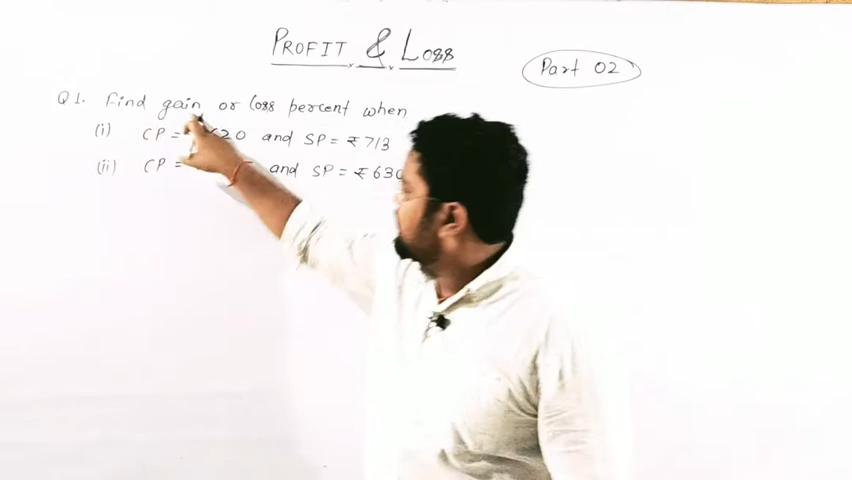 PROFIT & LOSS
Part 02
Q1. Find gain or loss percent when
(i) CP = 620 and SP = ₹713
(ii) CP = and SP = ₹630